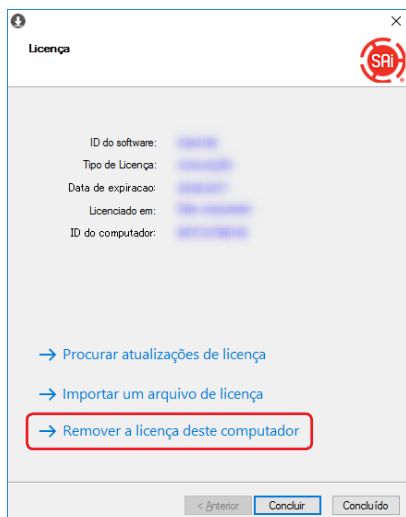 Licença
SAi
ID do software:
Tipo de Licença:
Data de expiracao:
Licenciado em:
ID do computador:
Procurar atualizações de licença
Importar um arquivo de licença
Remover a licença deste computador
< Anterior Concluir Concluído